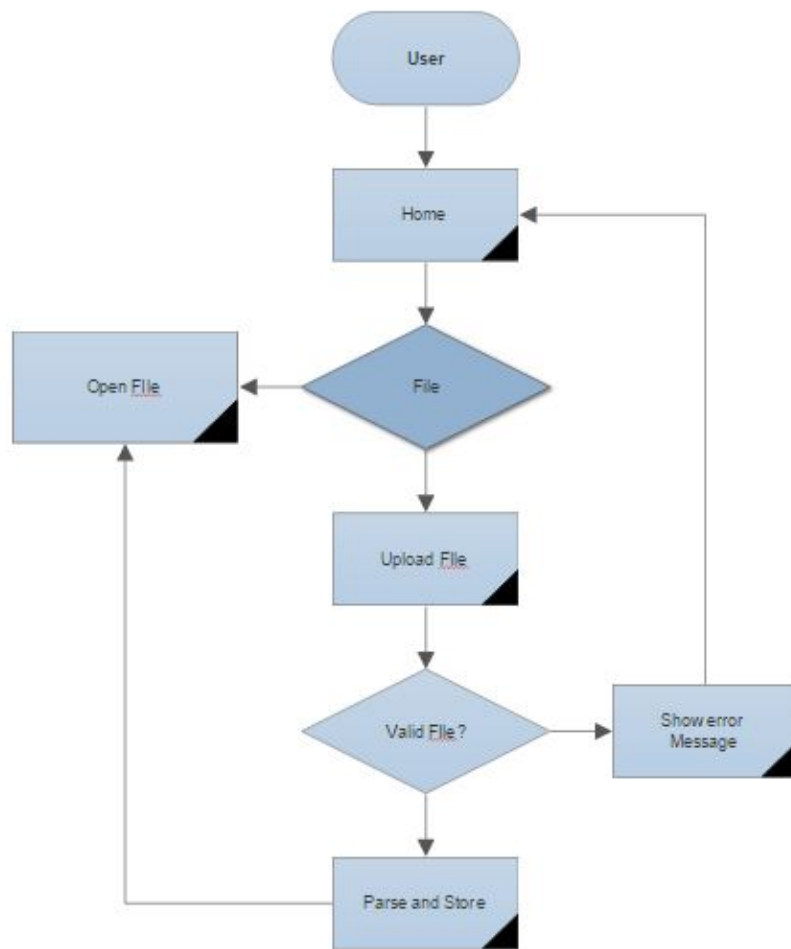 User
Home
Open FIle
File
Upload FIle
Valid FIle?
Show error
Message
Parse and Store